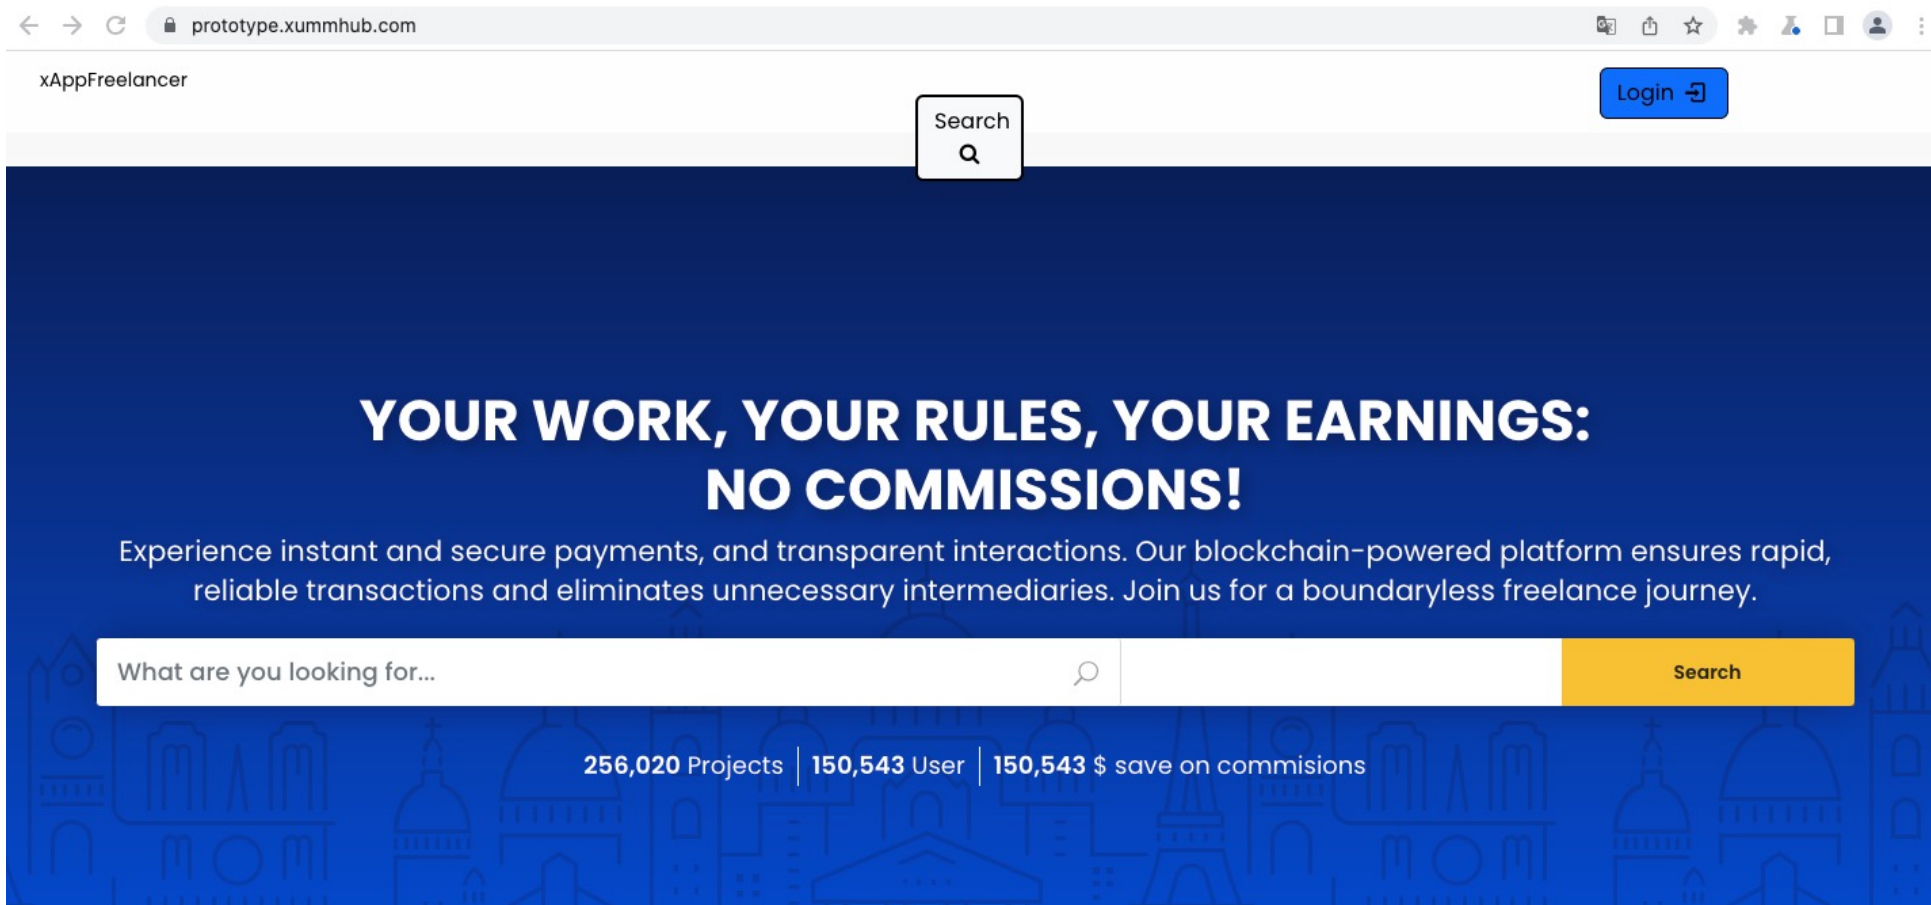 prototype.xummhub.com
xAppFreelancer
Login
Search
YOUR WORK, YOUR RULES, YOUR EARNINGS:
NO COMMISSIONS!
Experience instant and secure payments, and transparent interactions. Our blockchain-powered platform ensures rapid,
reliable transactions and eliminates unnecessary intermediaries. Join us for a boundaryless freelance journey.
What are you looking for...
Search
256,020 Projects | 150,543 User | 150,543 $ save on commisions